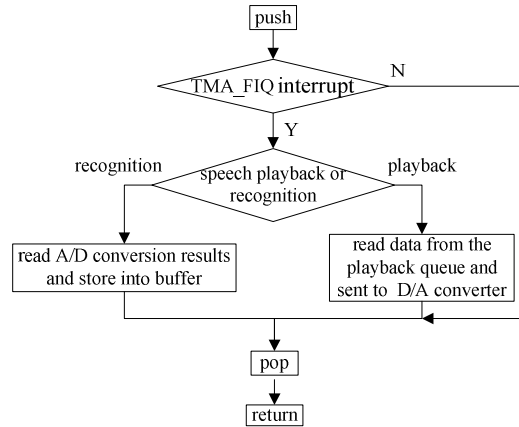 push
TMA_FIQ interrupt
N
Y
recognition
speech playback or
recognition
playback
read A/D conversion results
and store into buffer
read data from the
playback queue and
sent to D/A converter
pop
return